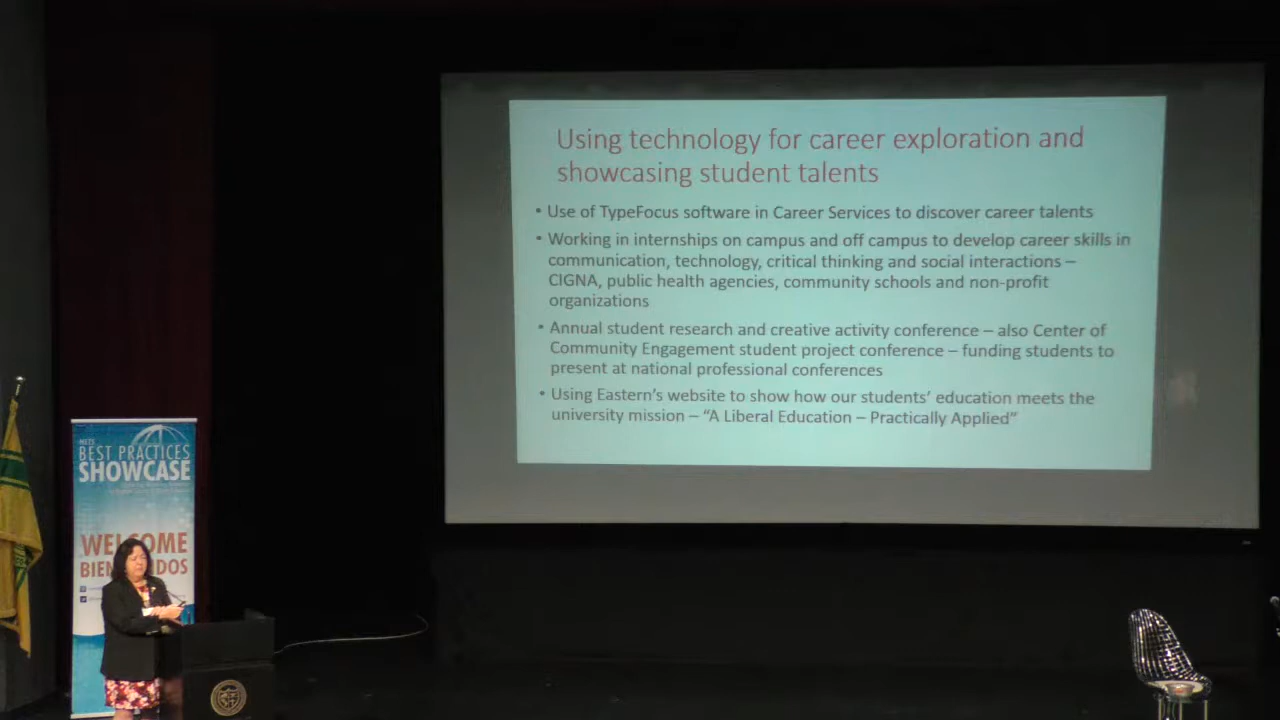 Using technology for career exploration and
showcasing student talents
• Use of TypeFocus software in Career Services to discover career talents
• Working in internships on campus and off campus to develop career skills in
communication, technology, critical thinking and social interactions –
CIGNA, public health agencies, community schools and non-profit
organizations
• Annual student research and creative activity conference – also Center of
Community Engagement student project conference – funding students to
present at national professional conferences
• Using Eastern's website to show how our students' education meets the
university mission – "A Liberal Education – Practically Applied"
BEST PRACTICES
SHOWCASE
WELCOME